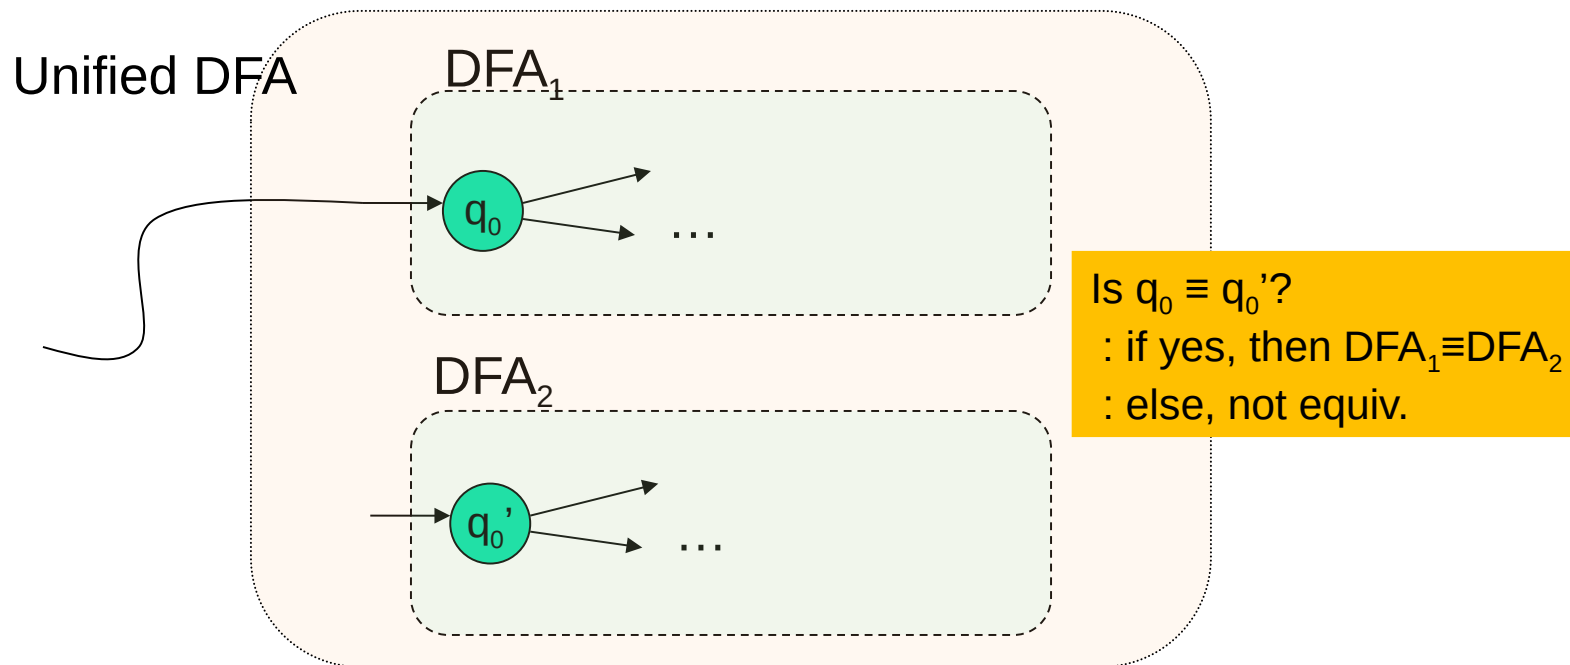 Unified DFA
DFA₁
q₀
...
Is q₀ ≡ q₀’?
: if yes, then DFA₁≡DFA₂
: else, not equiv.
DFA₂
q₀’
...